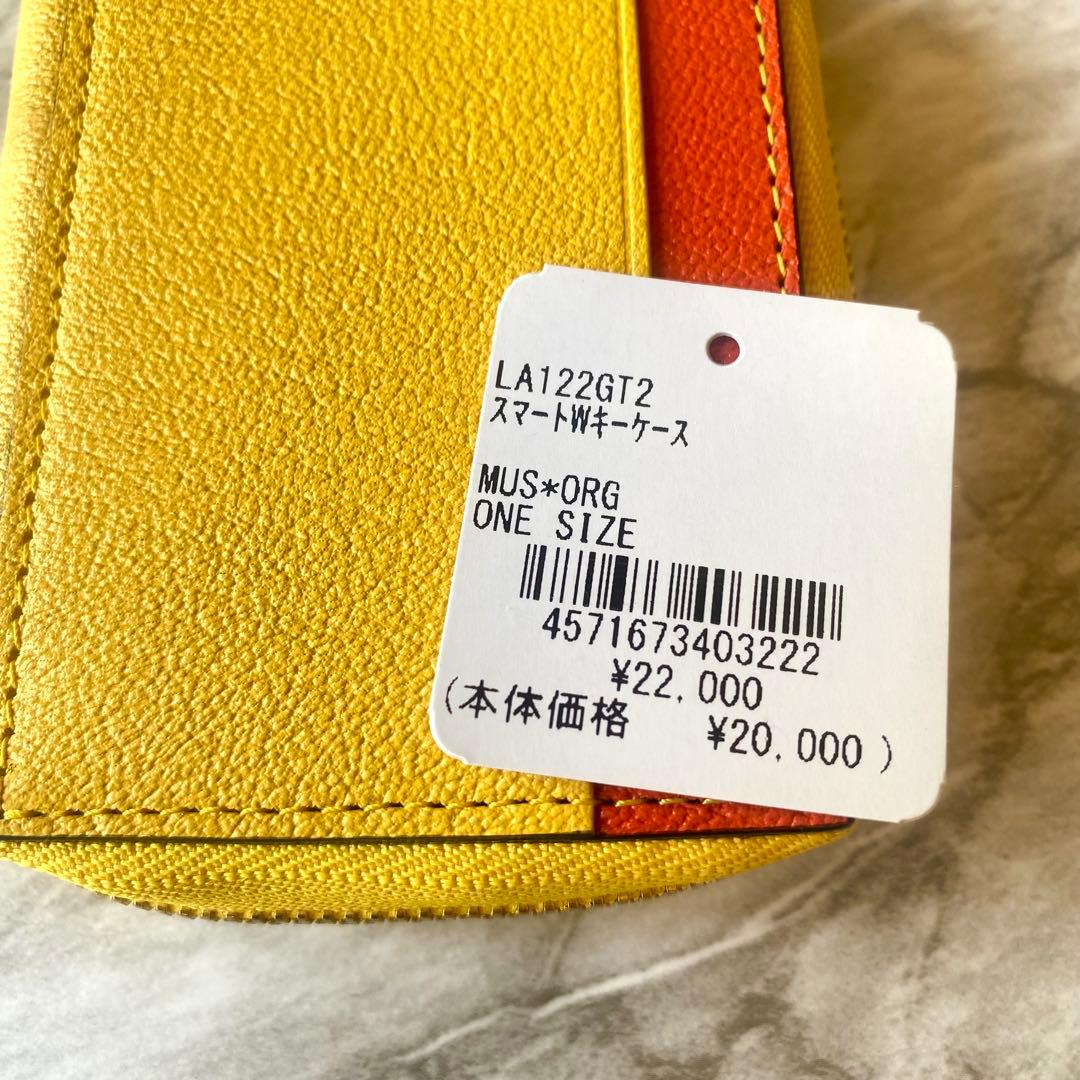 LA122GT2
スマートWキーケース
MUS*ORG
ONE SIZE
4571673403222
¥22,000
(本体価格 ¥20,000)